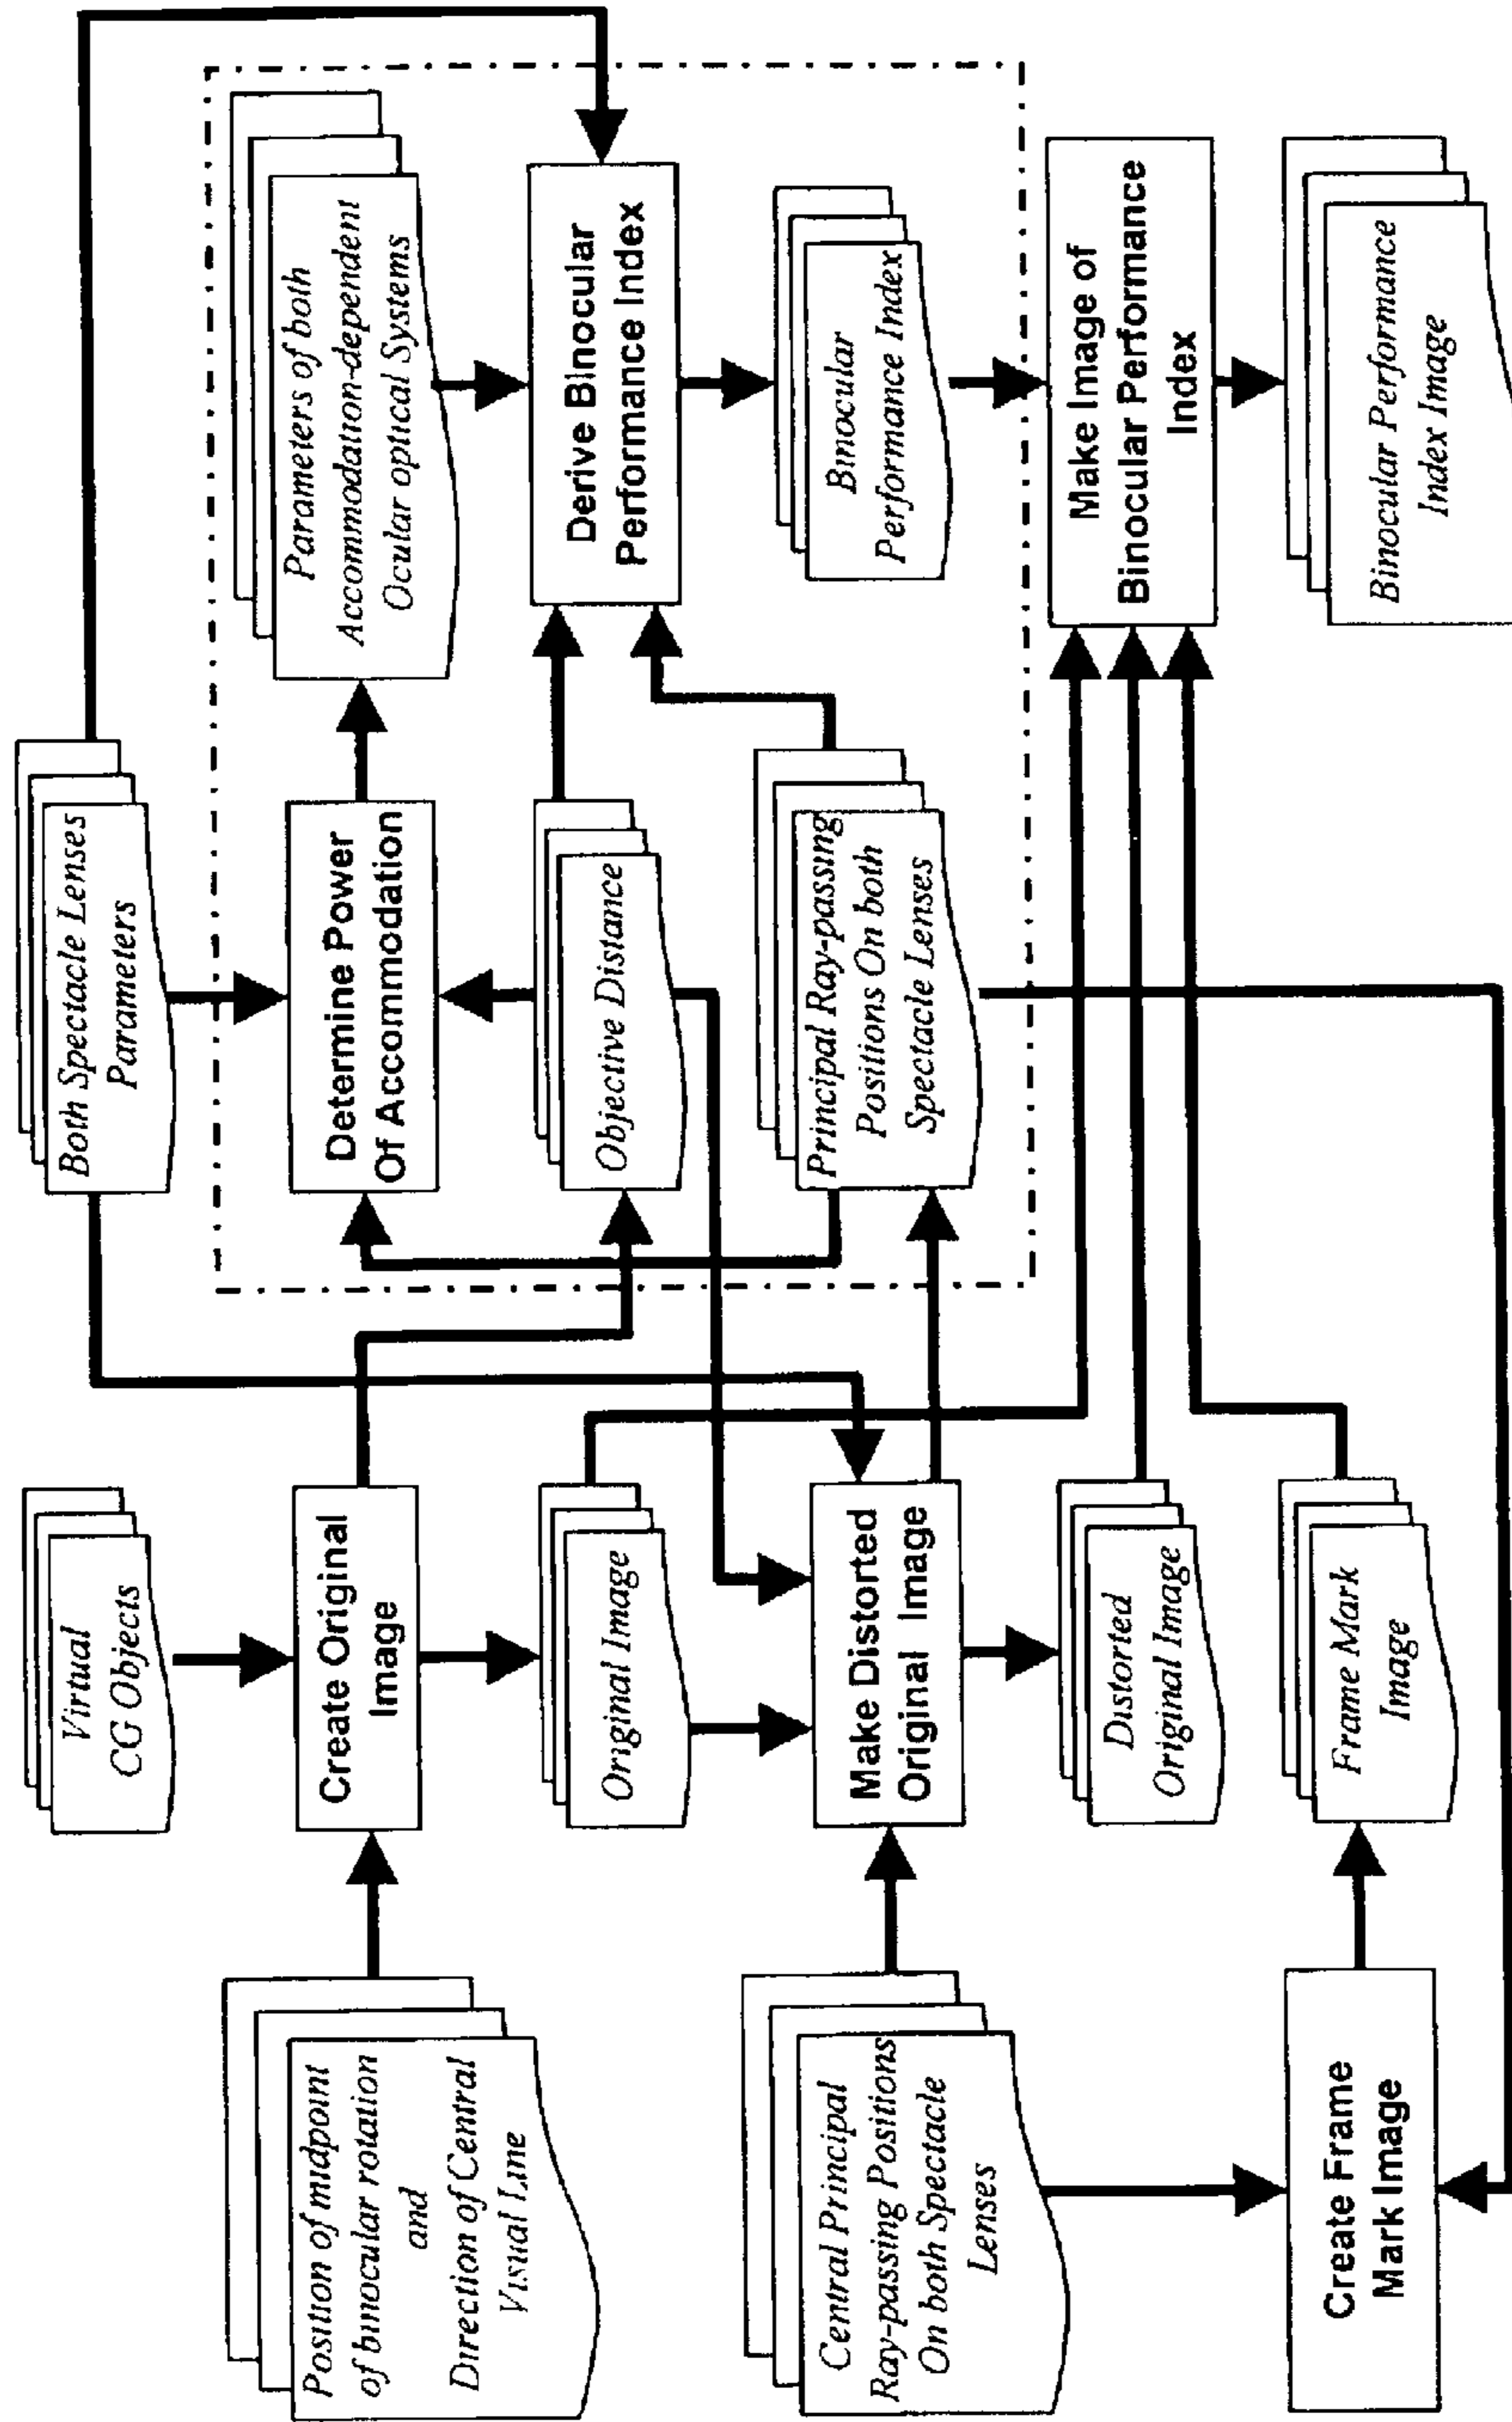 Virtual
CG Objects
Both Spectacle Lenses
Parameters
Position of midpoint
of binocular rotation
and
Direction of Central
Visual Line
Create Original
Image
Determine Power
Of Accommodation
Parameters of both
Accommodation-dependent
Ocular optical Systems
Original Image
Objective Distance
Derive Binocular
Performance Index
Central Principal
Ray-passing Positions
On both Spectacle
Lenses
Make Distorted
Original Image
Principal Ray-passing
Positions On both
Spectacle Lenses
Binocular
Performance Index
Distorted
Original Image
Make Image of
Binocular Performance
Index
Create Frame
Mark Image
Frame Mark
Image
Binocular Performance
Index Image